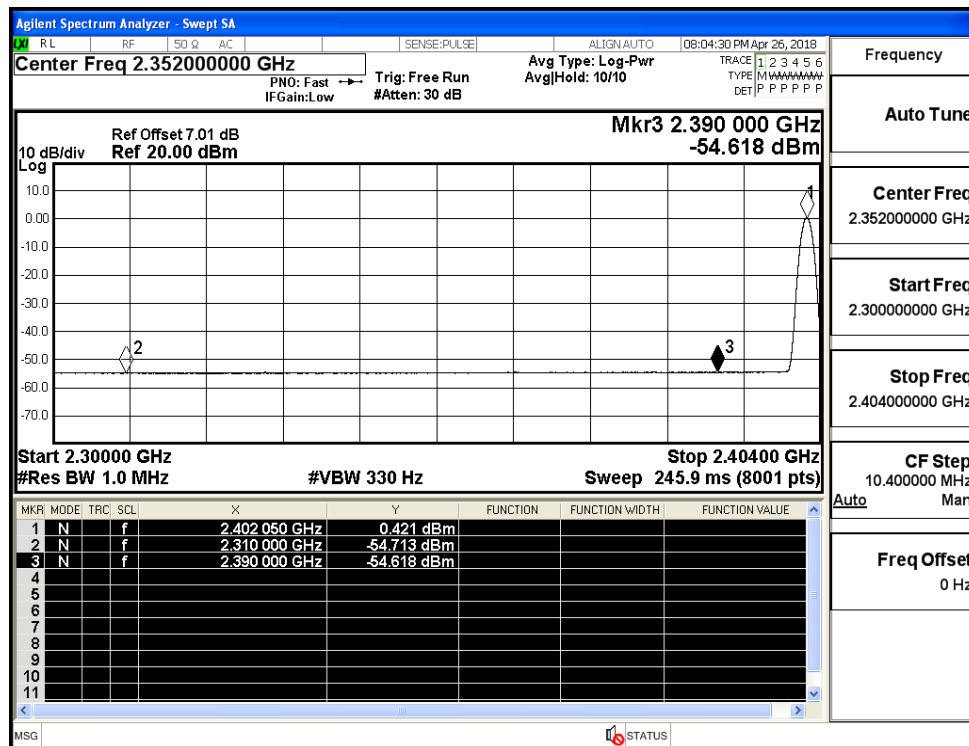 Agilent Spectrum Analyzer - Swept SA
LXI RL RF 50 Ω AC SENSE:PULSE ALIGN AUTO 08:04:30 PM Apr 26, 2018
Center Freq 2.352000000 GHz
PNO: Fast
IFGain:Low
Trig: Free Run
#Atten: 30 dB
Avg Type: Log-Pwr
Avg|Hold: 10/10
TRACE 1 2 3 4 5 6
TYPE M WWWWW
DET P P P P P P
Ref Offset 7.01 dB
10 dB/div Ref 20.00 dBm
Log
Mkr3 2.390 000 GHz
-54.618 dBm
10.0
0.00
-10.0
-20.0
-30.0
-40.0
-50.0
-60.0
-70.0
1
2
3
Start 2.30000 GHz Stop 2.40400 GHz
#Res BW 1.0 MHz #VBW 330 Hz Sweep 245.9 ms (8001 pts)
MKR MODE TRC SCL X Y FUNCTION FUNCTION WIDTH FUNCTION VALUE
1 N f 2.402 050 GHz 0.421 dBm
2 N f 2.310 000 GHz -54.713 dBm
3 N f 2.390 000 GHz -54.618 dBm
4
5
6
7
8
9
10
11
MSG STATUS
Frequency
Auto Tune
Center Freq
2.352000000 GHz
Start Freq
2.300000000 GHz
Stop Freq
2.404000000 GHz
CF Step
10.400000 MHz
Auto Man
Freq Offset
0 Hz